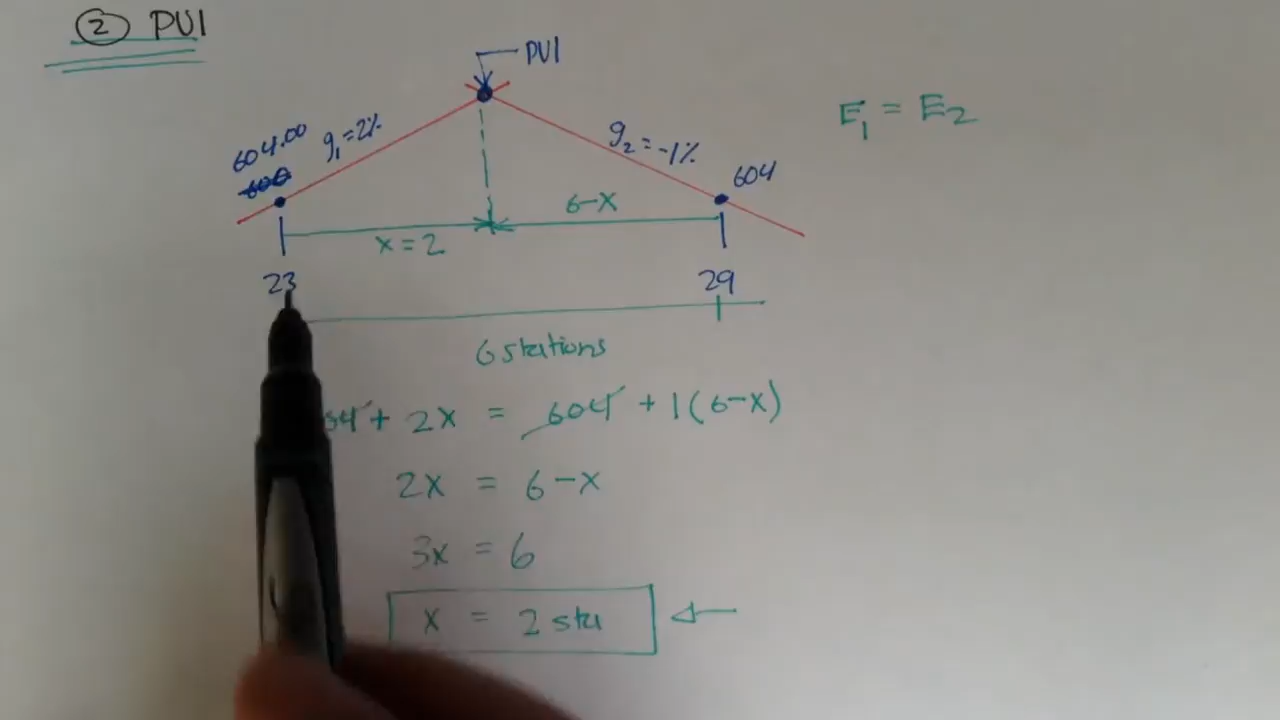 ② PVI
PVI
E₁ = E₂
604.00
600
g₁ = 2%
g₂ = -1%
604
6-x
x = 2
23
29
6 stations
04 + 2x = 604 + 1(6-x)
2x = 6-x
3x = 6
x = 2 sta